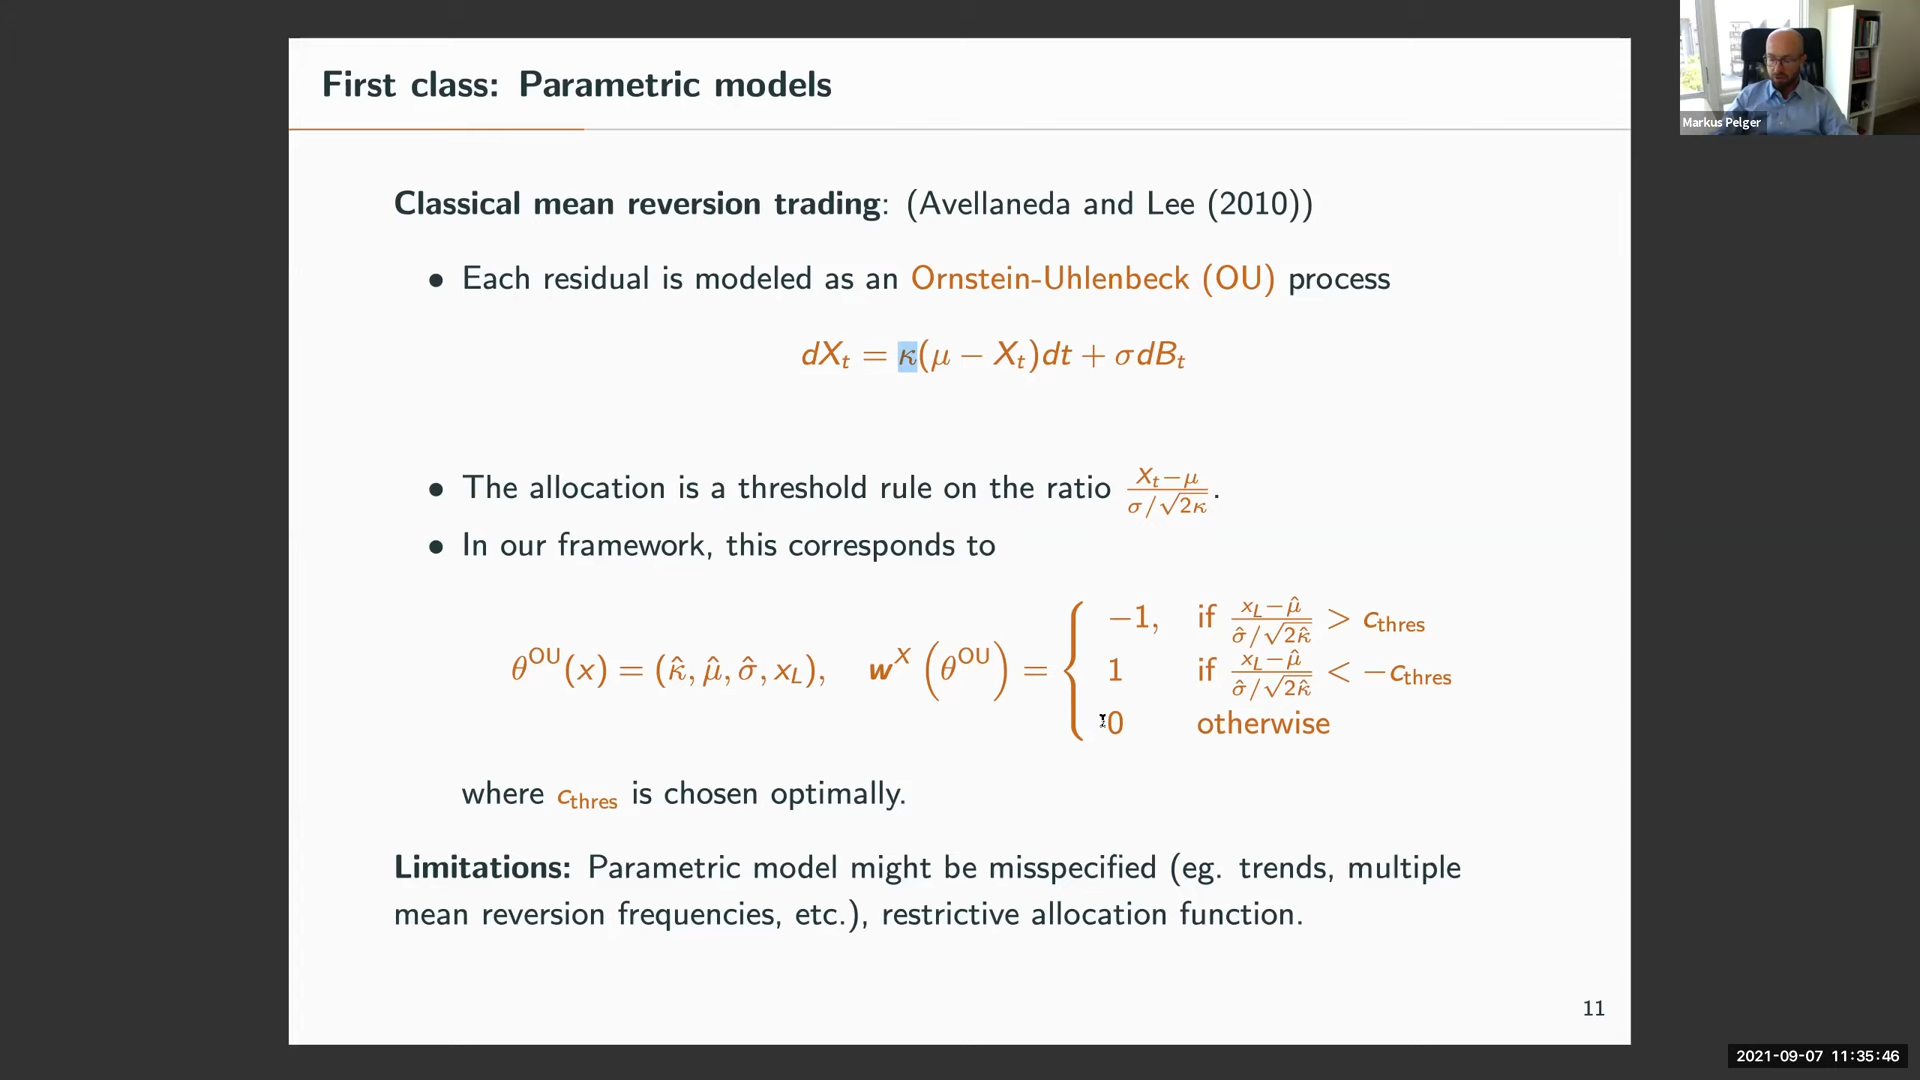 First class: Parametric models
Markus Pelger
Classical mean reversion trading: (Avellaneda and Lee (2010))
• Each residual is modeled as an Ornstein-Uhlenbeck (OU) process
dX_t = κ(μ − X_t)dt + σdB_t
• The allocation is a threshold rule on the ratio (X_t−μ)/(σ/√2κ).
• In our framework, this corresponds to
θ^OU(x) = (κ̂, μ̂, σ̂, x_L), w^X(θ^OU) = {
−1, if (x_L−μ̂)/(σ̂/√2κ̂) > c_thres
1 if (x_L−μ̂)/(σ̂/√2κ̂) < −c_thres
0 otherwise
where c_thres is chosen optimally.
Limitations: Parametric model might be misspecified (eg. trends, multiple
mean reversion frequencies, etc.), restrictive allocation function.
11
2021-09-07 11:35:46